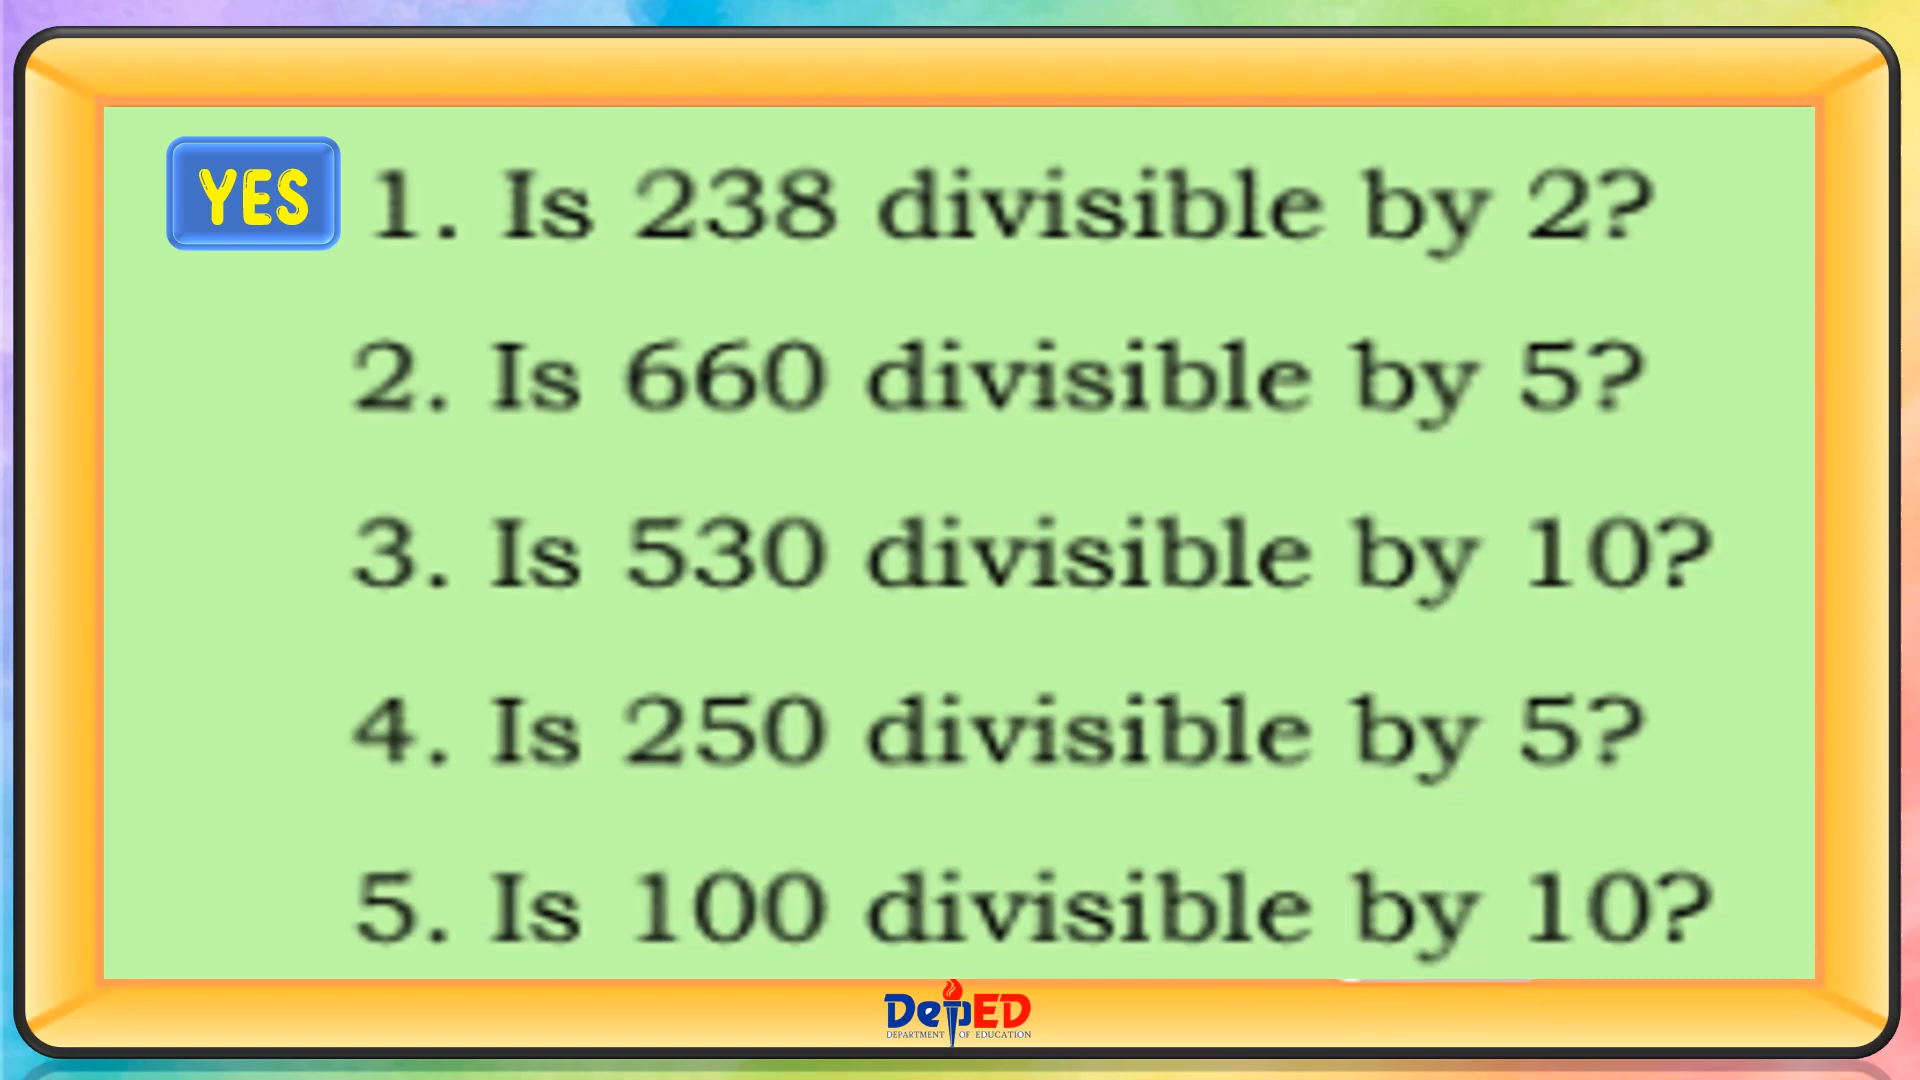 YES 1. Is 238 divisible by 2?
2. Is 660 divisible by 5?
3. Is 530 divisible by 10?
4. Is 250 divisible by 5?
5. Is 100 divisible by 10?
DepED
DEPARTMENT OF EDUCATION